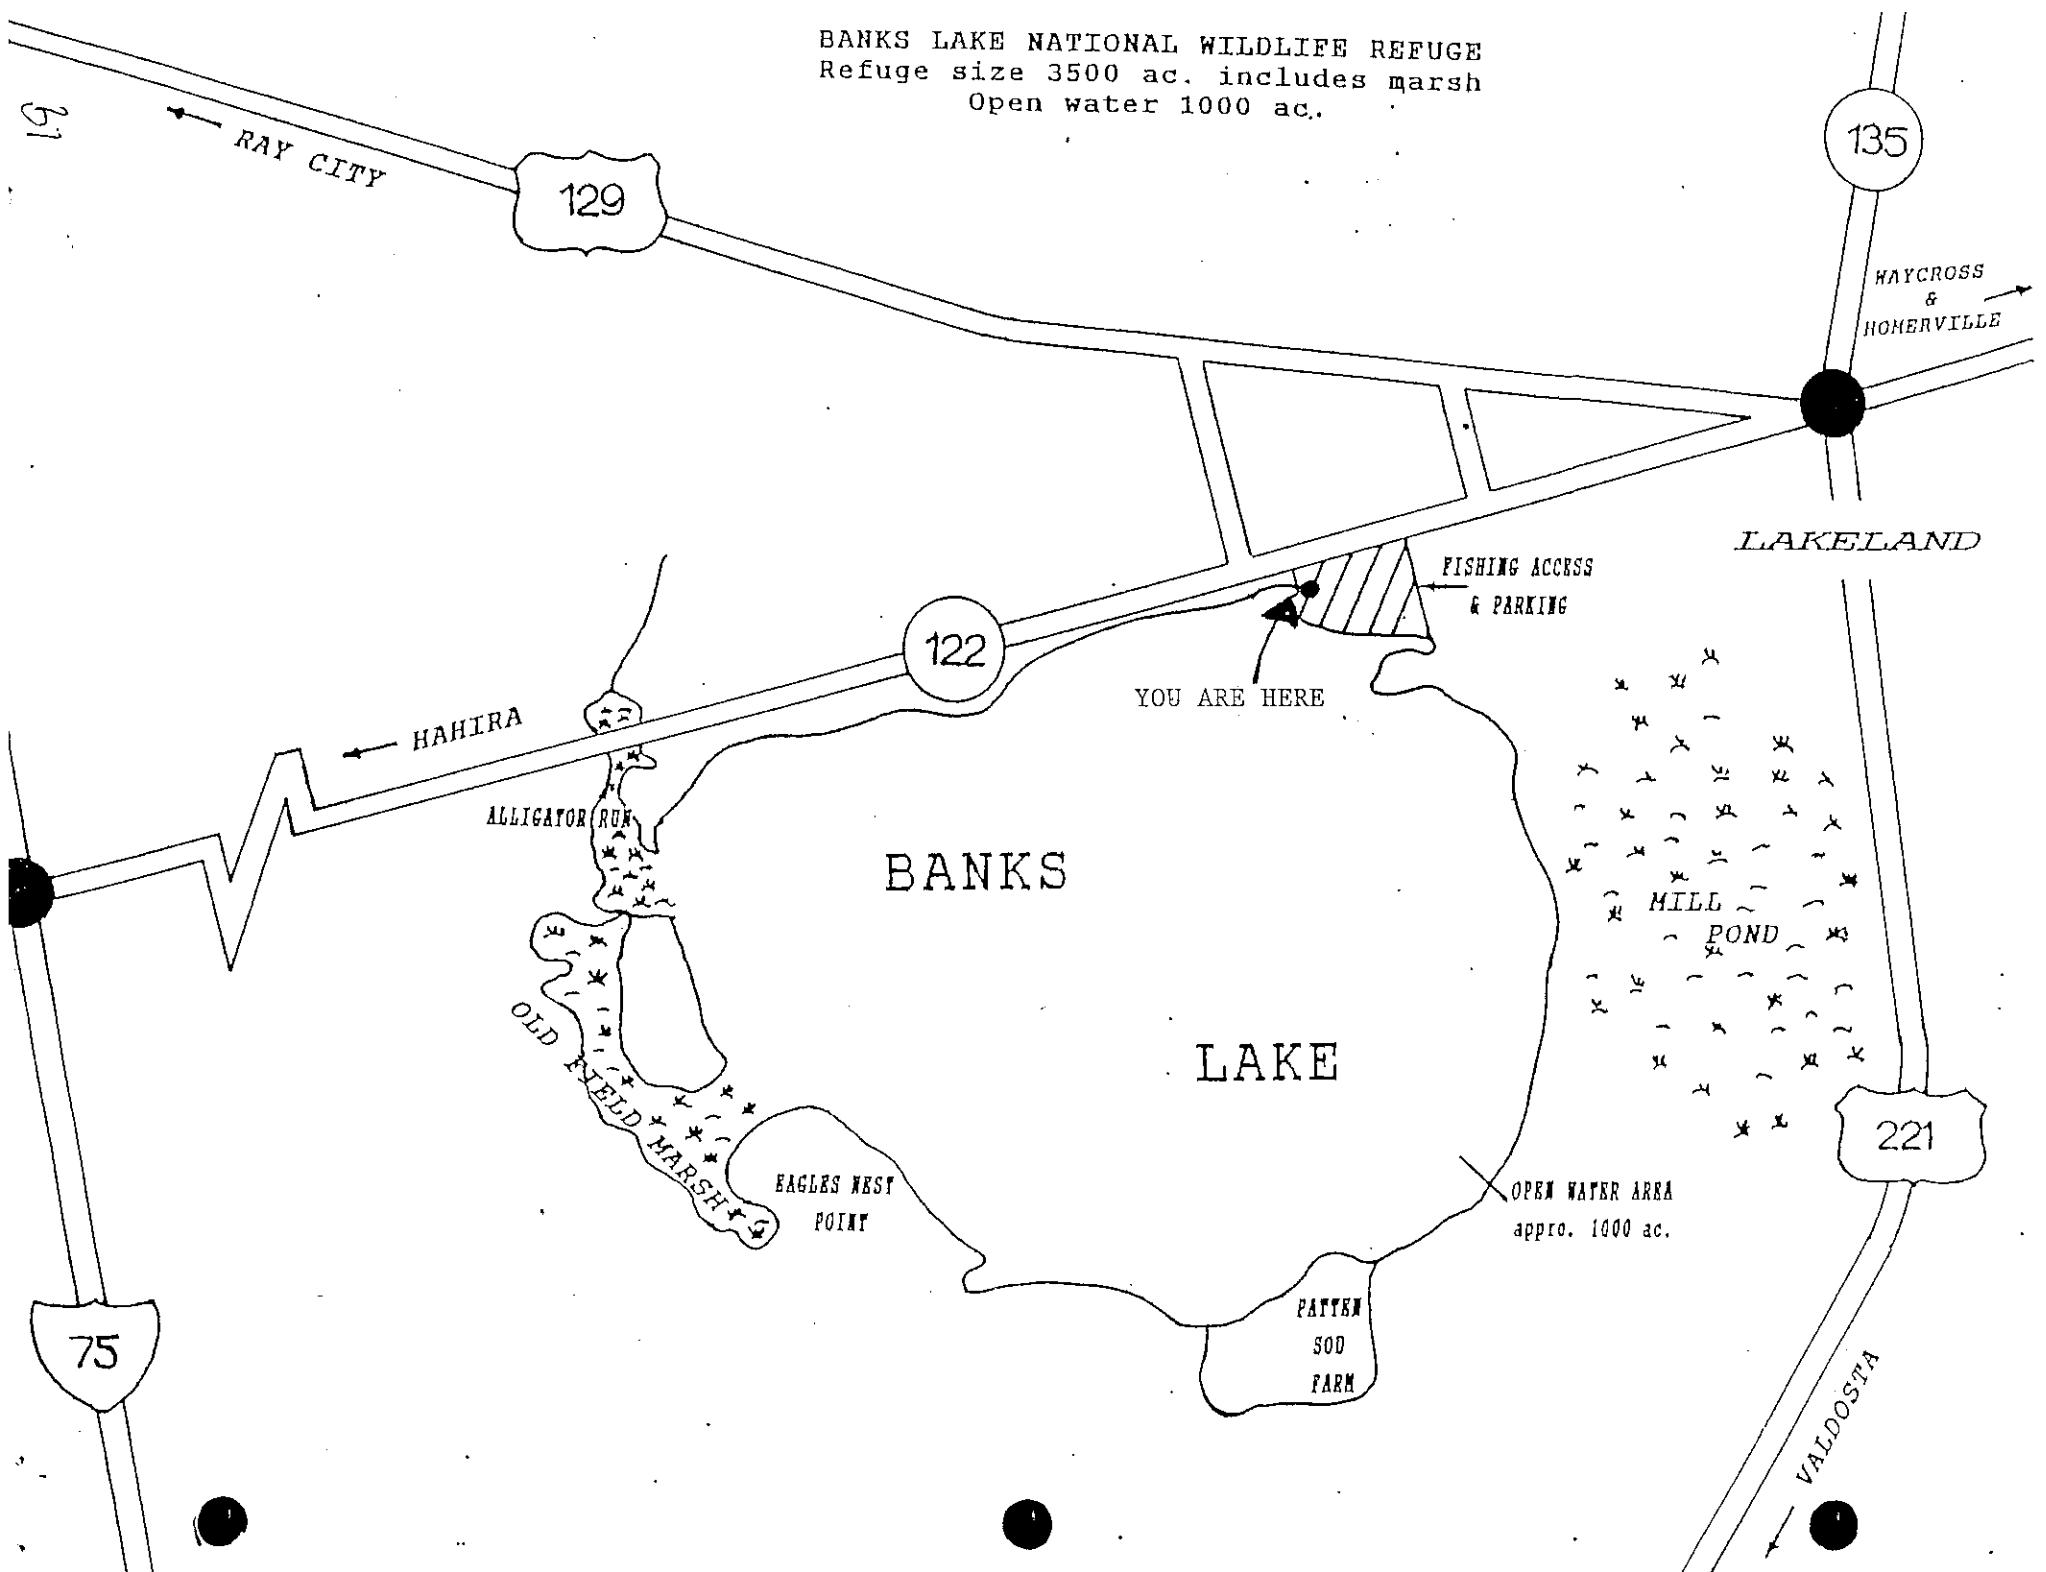 BANKS LAKE NATIONAL WILDLIFE REFUGE
Refuge size 3500 ac. includes marsh
Open water 1000 ac.
61
RAY CITY
129
135
WAYCROSS
&
HOMERVILLE
LAKELAND
FISHING ACCESS
& PARKING
122
YOU ARE HERE
HAHIRA
ALLIGATOR RUN
BANKS
MILL
POND
OLD FIELD MARSH
LAKE
221
EAGLES NEST
POINT
OPEN WATER AREA
appro. 1000 ac.
PATTEN
SOD
FARM
75
VALDOSTA